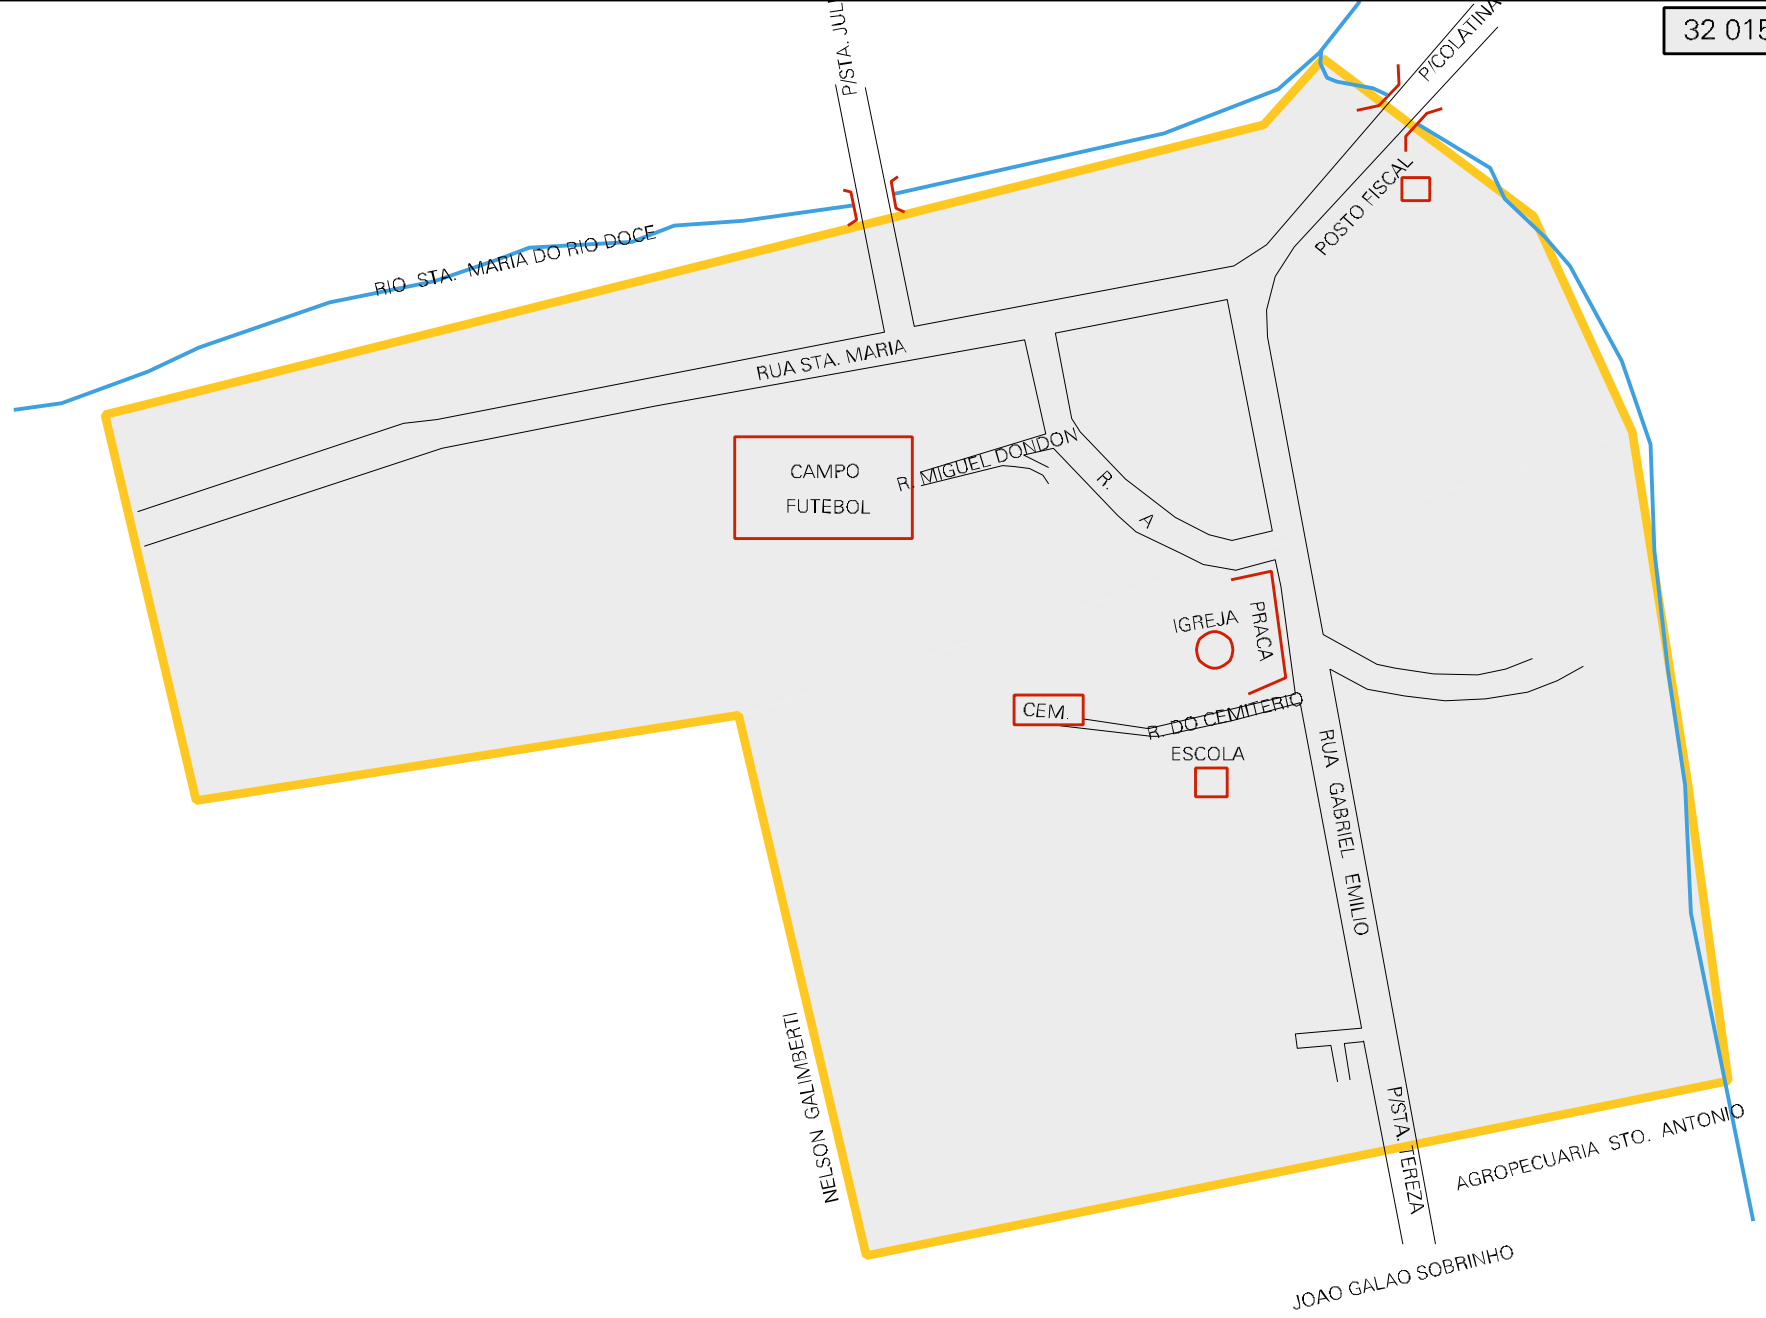 32 015
P/COLATINA
P/STA. JUL
POSTO FISCAL
RIO STA. MARIA DO RIO DOCE
RUA STA. MARIA
R. MIGUEL DONDON
CAMPO
FUTEBOL
R. A
IGREJA
PRACA
CEM.
R. DO CEMITERIO
ESCOLA
RUA GABRIEL EMILIO
NELSON GALIMBERTI
P/STA. TEREZA
AGROPECUARIA STO. ANTONIO
JOAO GALAO SOBRINHO